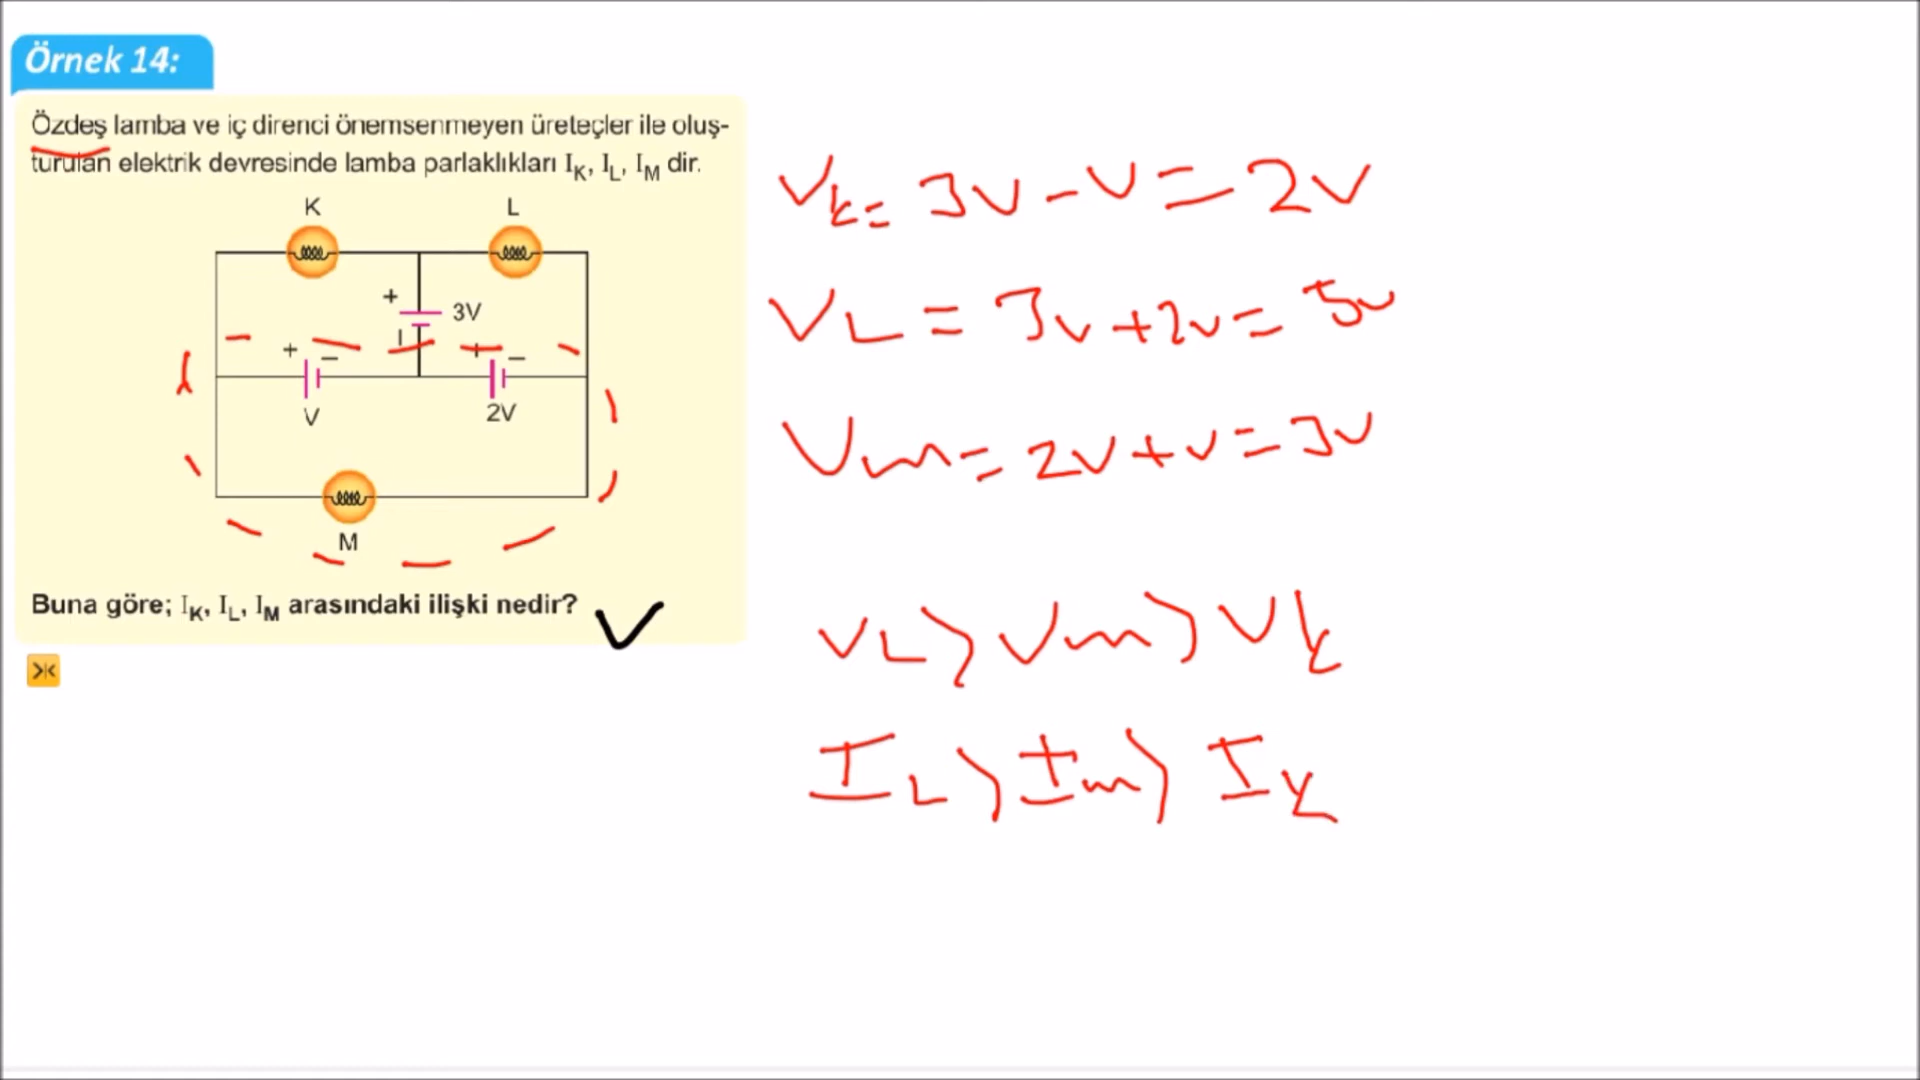 Örnek 14:
Özdeş lamba ve iç direnci önemsenmeyen üreteçler ile oluş-
turulan elektrik devresinde lamba parlaklıkları I_K, I_L, I_M dir.
K L
+ 3V
+ − + −
V 2V
M
Buna göre; I_K, I_L, I_M arasındaki ilişki nedir?
V_K = 3V - V = 2V
V_L = 3V + 2V = 5V
V_M = 2V + V = 3V
V_L > V_M > V_K
I_L > I_M > I_K